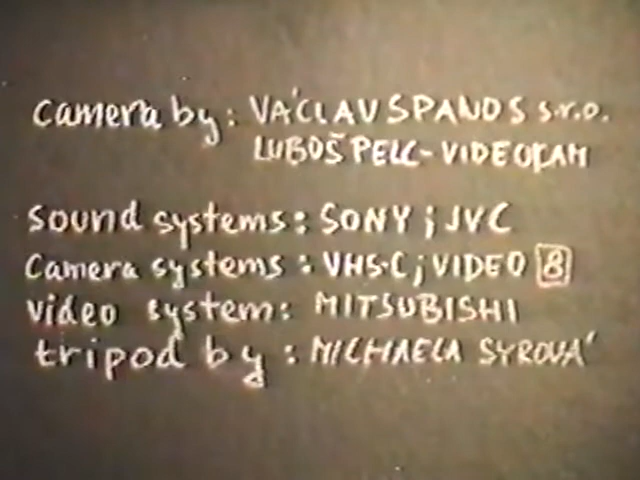 camera by: VÁCLAV SPANOS s.r.o.
LUBOŠ PELC-VIDEOKAM
sound systems: SONY; JVC
Camera systems: VHS-C; VIDEO 8
video system: MITSUBISHI
tripod by: MICHAELA SYROVÁ